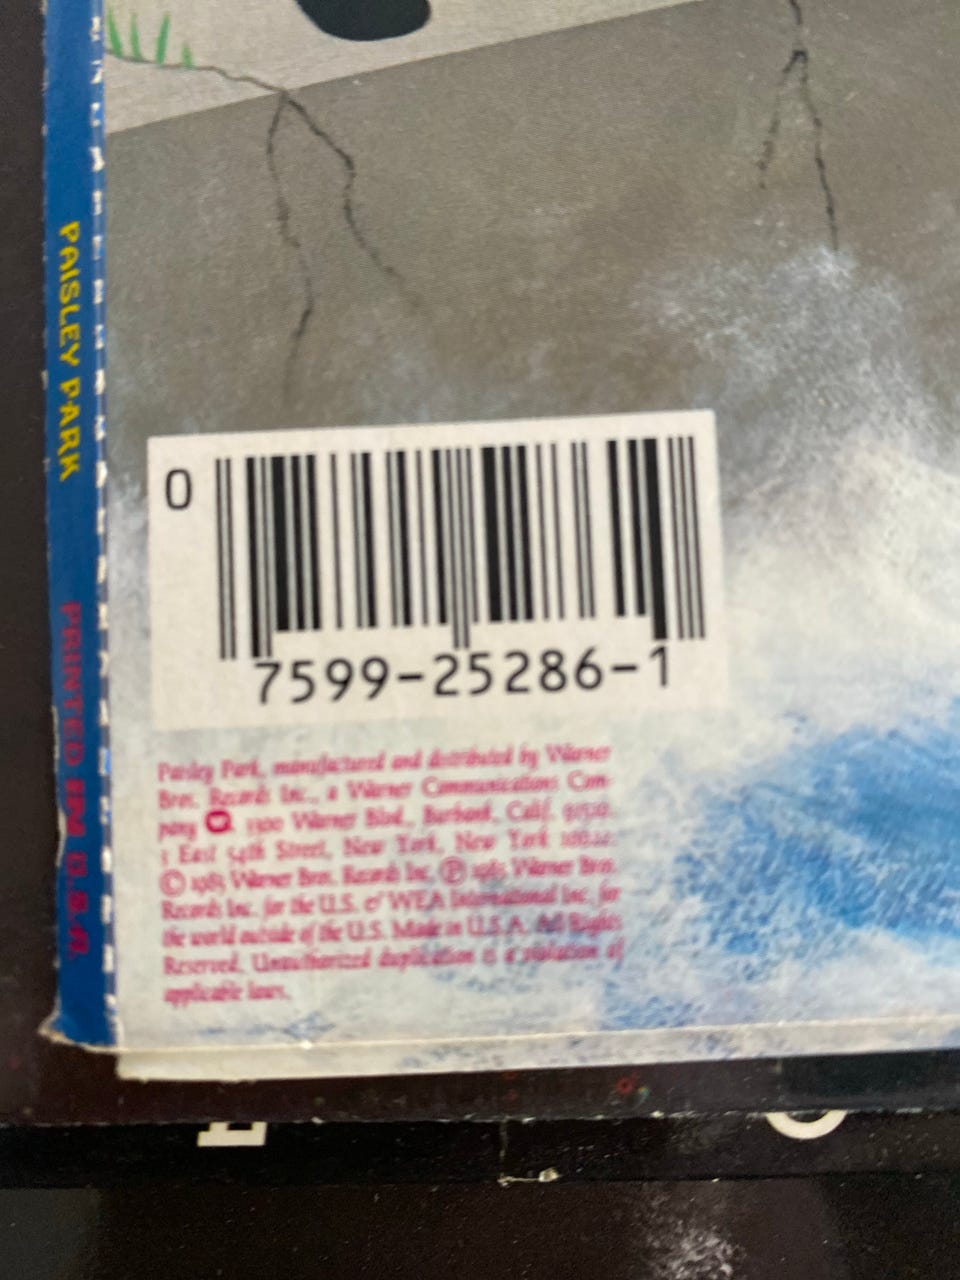 PAISLEY PARK
PRINTED IN U.S.A.
0
7599-25286-1
Paisley Park, manufactured and distributed by Warner
Bros. Records Inc., a Warner Communications Com-
pany 3300 Warner Blvd., Burbank, Calif.
East 54th Street, New York, New York
© 1985 Warner Bros. Records Inc. Ⓟ 1985 Warner Bros.
Records Inc. for the U.S. & WEA International Inc. for
the world outside of the U.S. Made in U.S.A. All Rights
Reserved. Unauthorized duplication is a violation of
applicable laws.